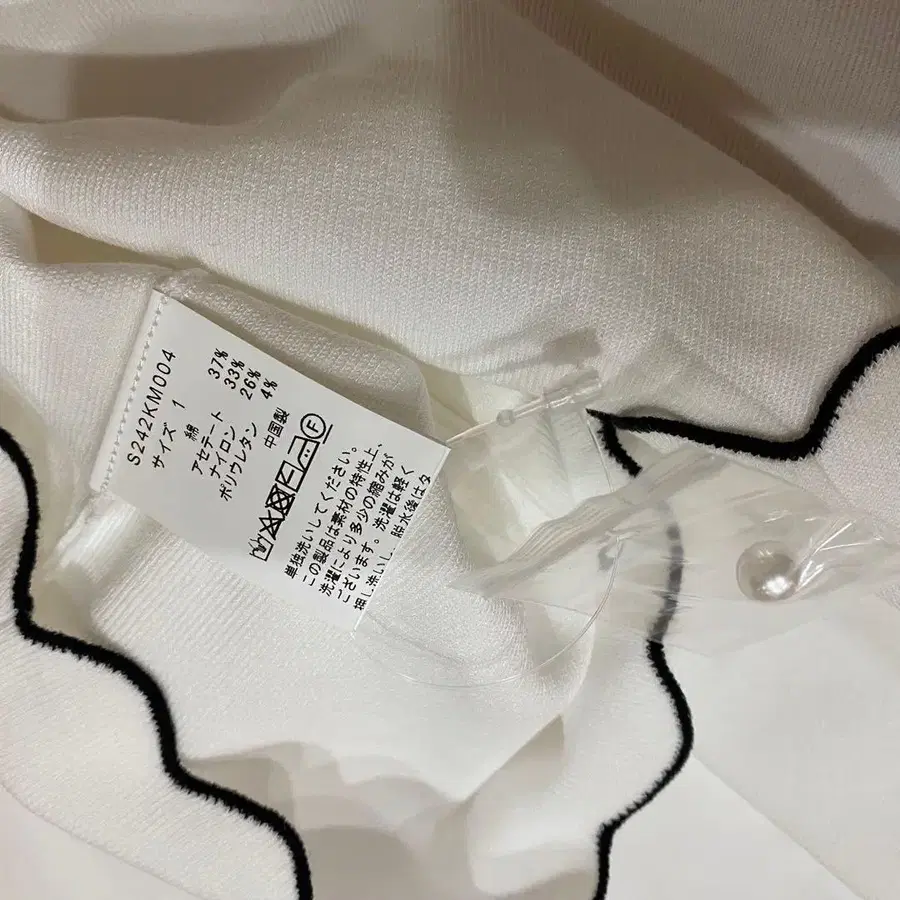 S242KM004
サイズ 1
綿 37%
アセテート 33%
ナイロン 26%
ポリウレタン 4%
中国製
F
単独洗いしてください。
この製品は素材の特性上、
洗濯により多少の縮みが
ございます。洗濯は軽く
押し洗いし、脱水後はタ